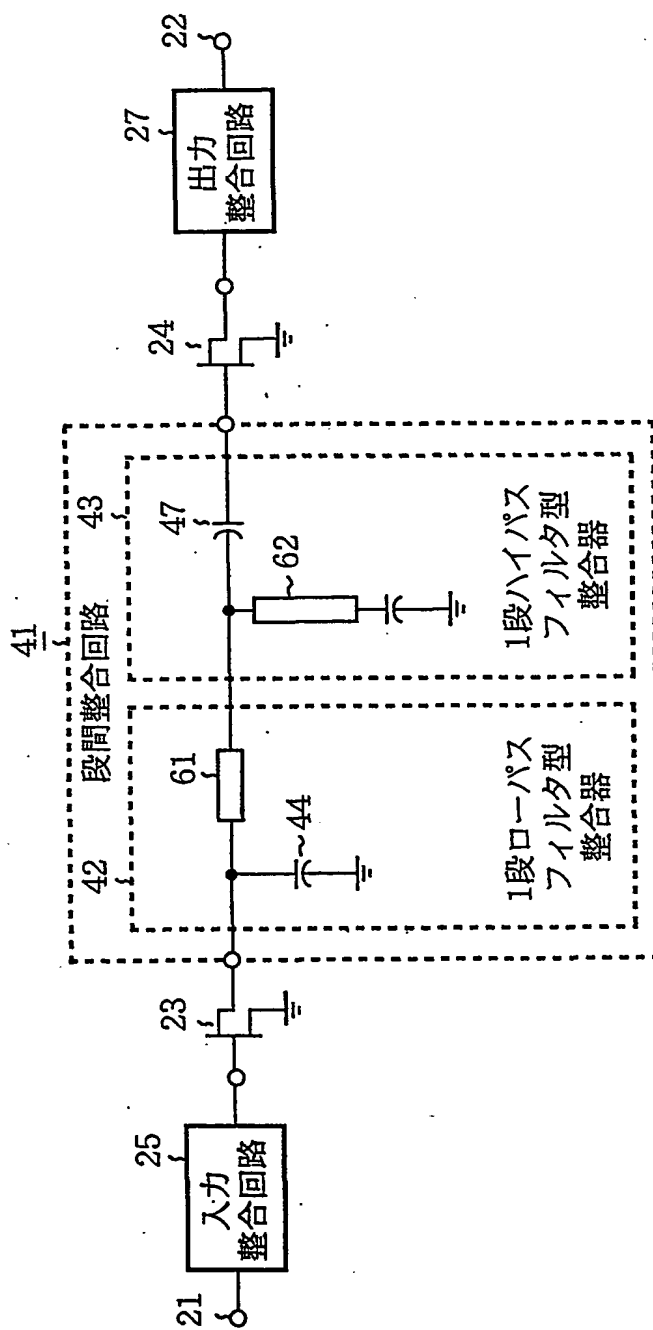 41
段間整合回路
42
43
21
25
入力
整合回路
23
44
61
62
47
24
27
出力
整合回路
22
1段ローパス
フィルタ型
整合器
1段ハイパス
フィルタ型
整合器